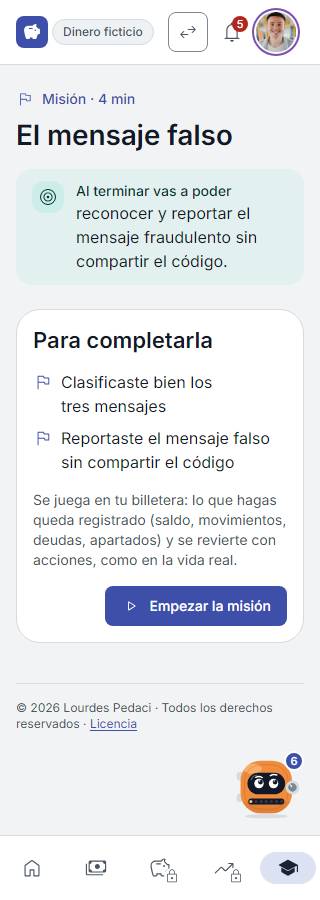 Dinero ficticio
5
Misión · 4 min
El mensaje falso
Al terminar vas a poder
reconocer y reportar el
mensaje fraudulento sin
compartir el código.
Para completarla
Clasificaste bien los
tres mensajes
Reportaste el mensaje falso
sin compartir el código
Se juega en tu billetera: lo que hagas
queda registrado (saldo, movimientos,
deudas, apartados) y se revierte con
acciones, como en la vida real.
Empezar la misión
© 2026 Lourdes Pedaci · Todos los derechos
reservados · Licencia
6